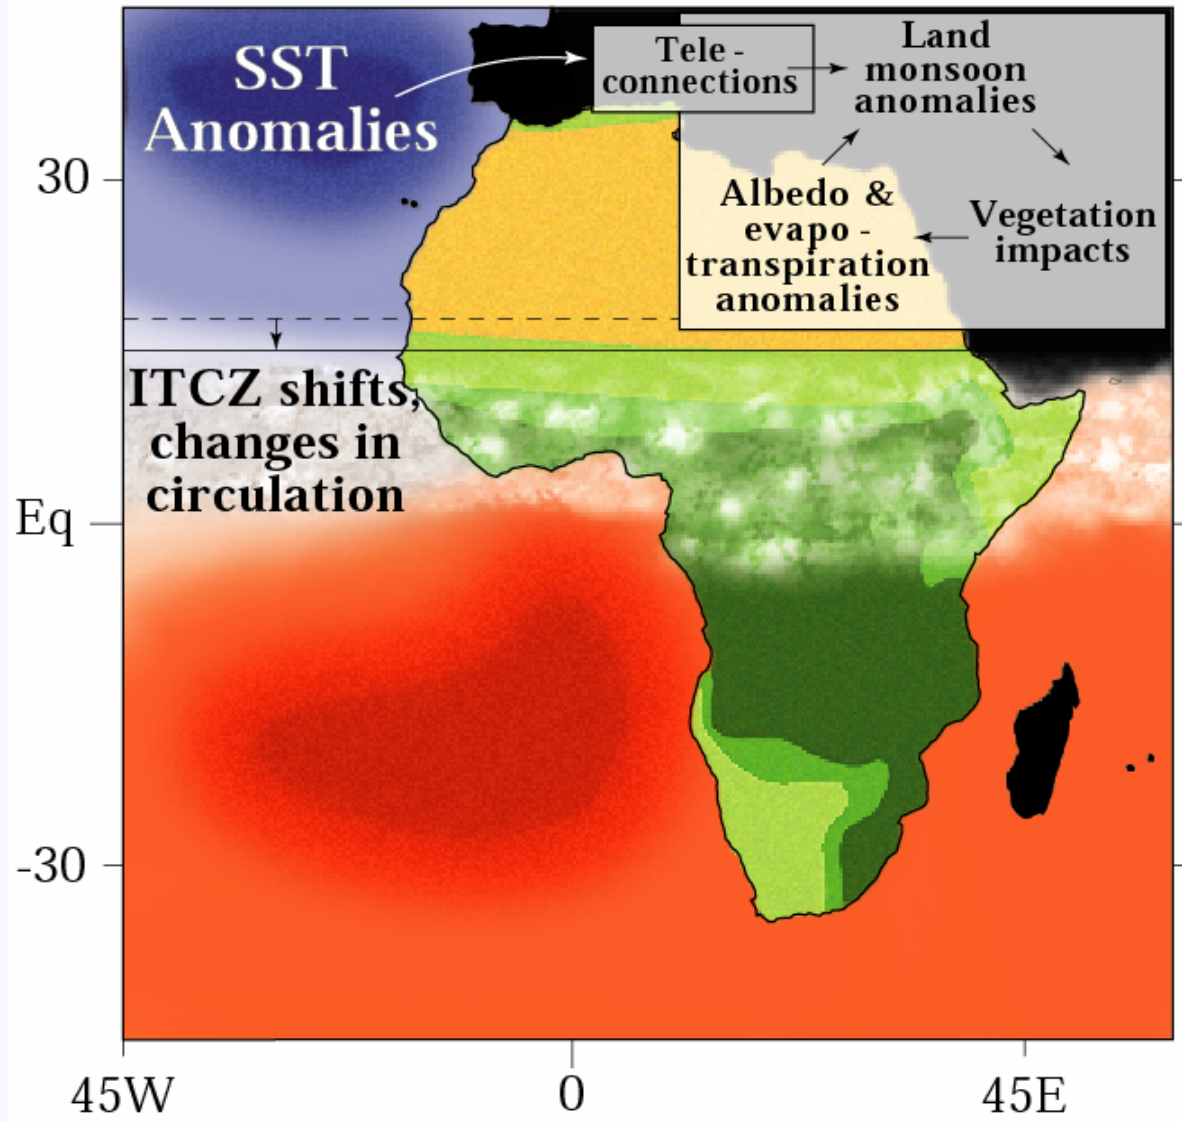 SST
Anomalies
Tele -
connections
Land
monsoon
anomalies
Albedo &
evapo -
transpiration
anomalies
Vegetation
impacts
30
ITCZ shifts,
changes in
circulation
Eq
-30
45W
0
45E